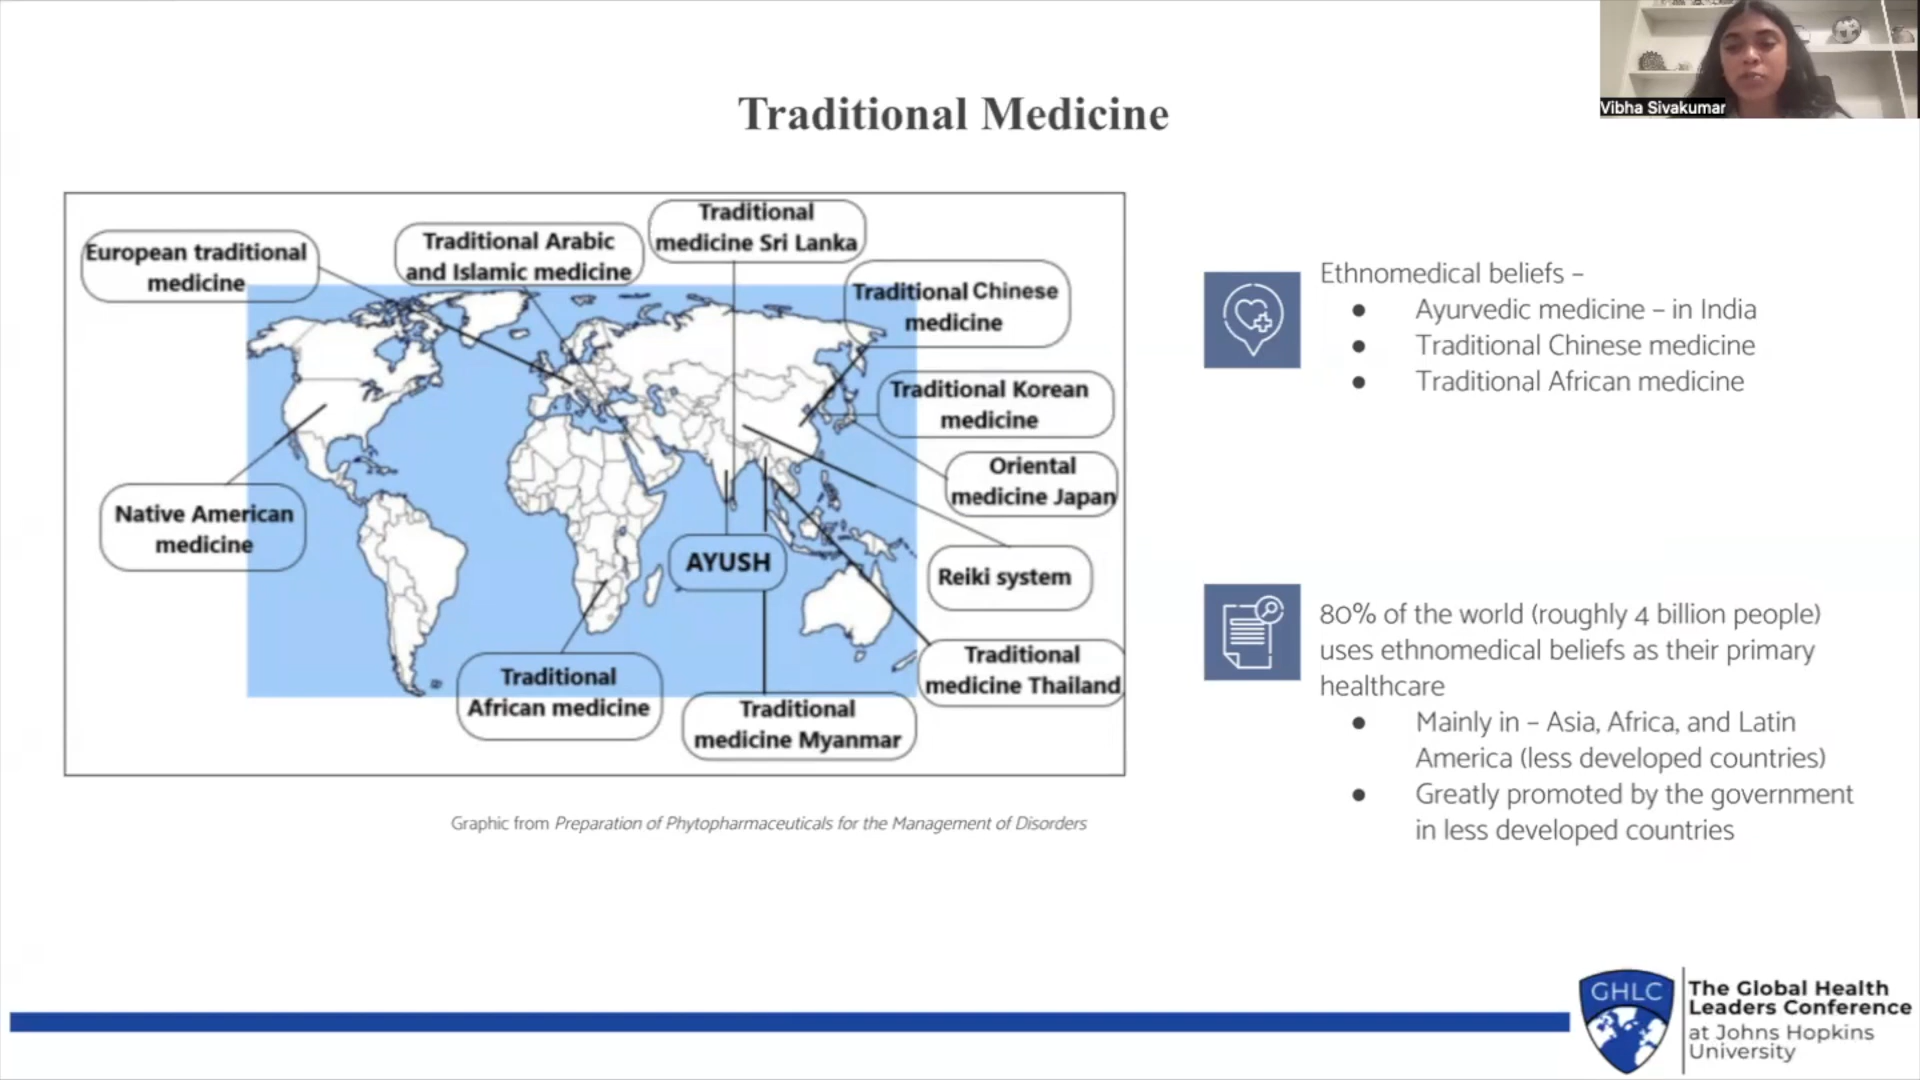 Vibha Sivakumar
Traditional Medicine
European traditional
medicine
Traditional Arabic
and Islamic medicine
Traditional
medicine Sri Lanka
Traditional Chinese
medicine
Traditional Korean
medicine
Oriental
medicine Japan
Native American
medicine
AYUSH
Reiki system
Traditional
African medicine
Traditional
medicine Myanmar
Traditional
medicine Thailand
Graphic from Preparation of Phytopharmaceuticals for the Management of Disorders
Ethnomedical beliefs –
● Ayurvedic medicine – in India
● Traditional Chinese medicine
● Traditional African medicine
80% of the world (roughly 4 billion people)
uses ethnomedical beliefs as their primary
healthcare
● Mainly in – Asia, Africa, and Latin
America (less developed countries)
● Greatly promoted by the government
in less developed countries
GHLC
The Global Health
Leaders Conference
at Johns Hopkins
University